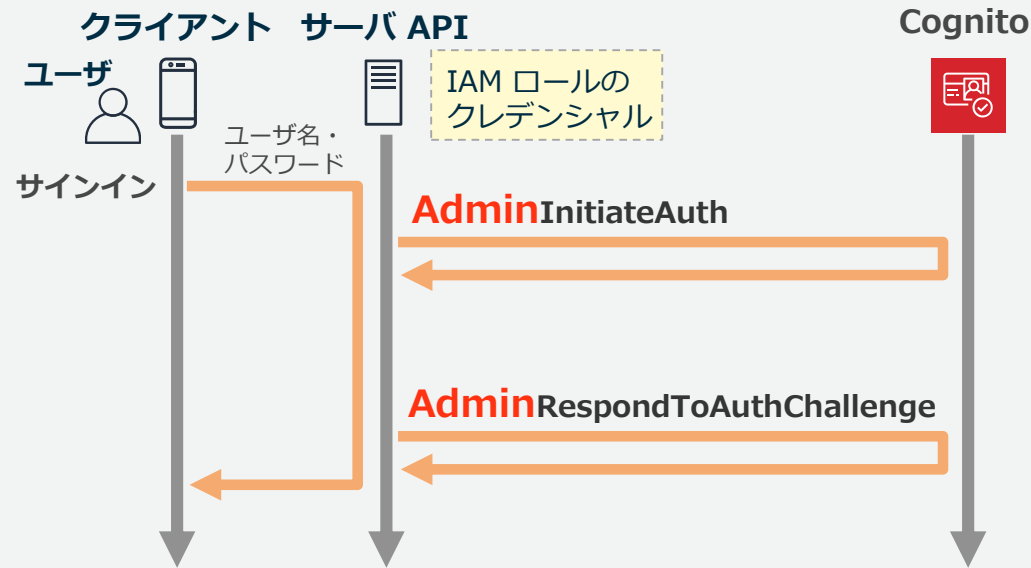 クライアント サーバ API
Cognito
ユーザ
IAM ロールの
クレデンシャル
ユーザ名・
パスワード
サインイン
AdminInitiateAuth
AdminRespondToAuthChallenge